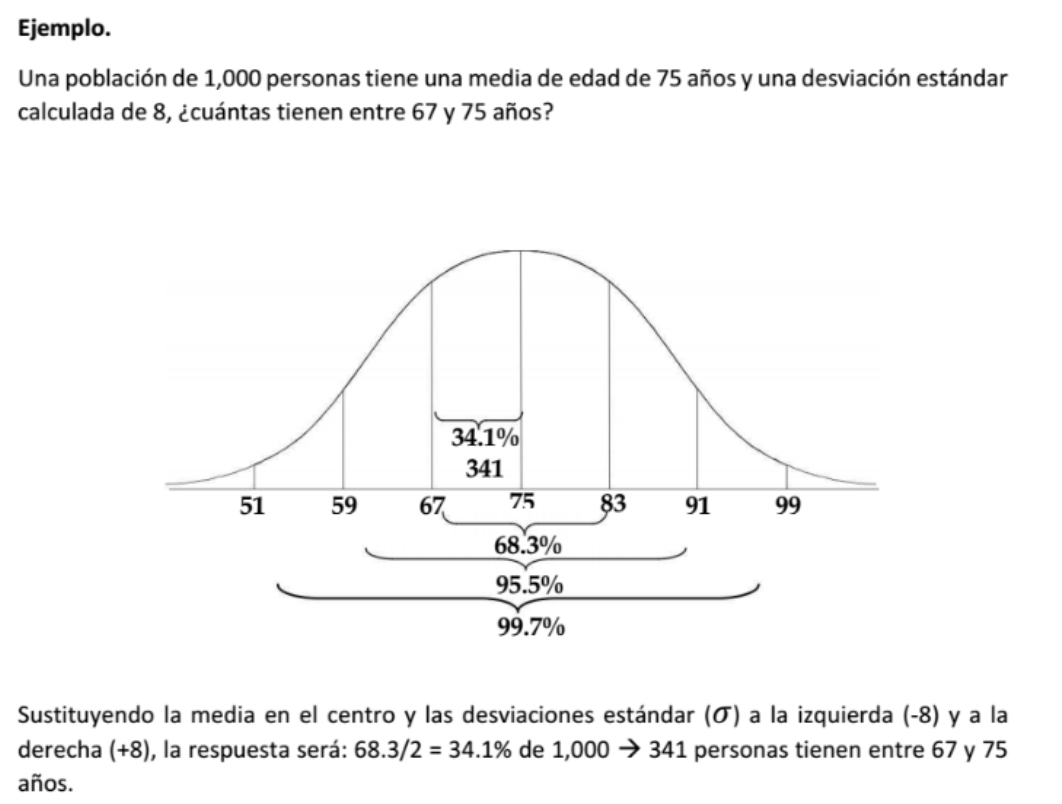 Ejemplo.
Una población de 1,000 personas tiene una media de edad de 75 años y una desviación estándar
calculada de 8, ¿cuántas tienen entre 67 y 75 años?
34.1%
341
51 59 67 75 83 91 99
68.3%
95.5%
99.7%
Sustituyendo la media en el centro y las desviaciones estándar (σ) a la izquierda (-8) y a la
derecha (+8), la respuesta será: 68.3/2 = 34.1% de 1,000 → 341 personas tienen entre 67 y 75
años.